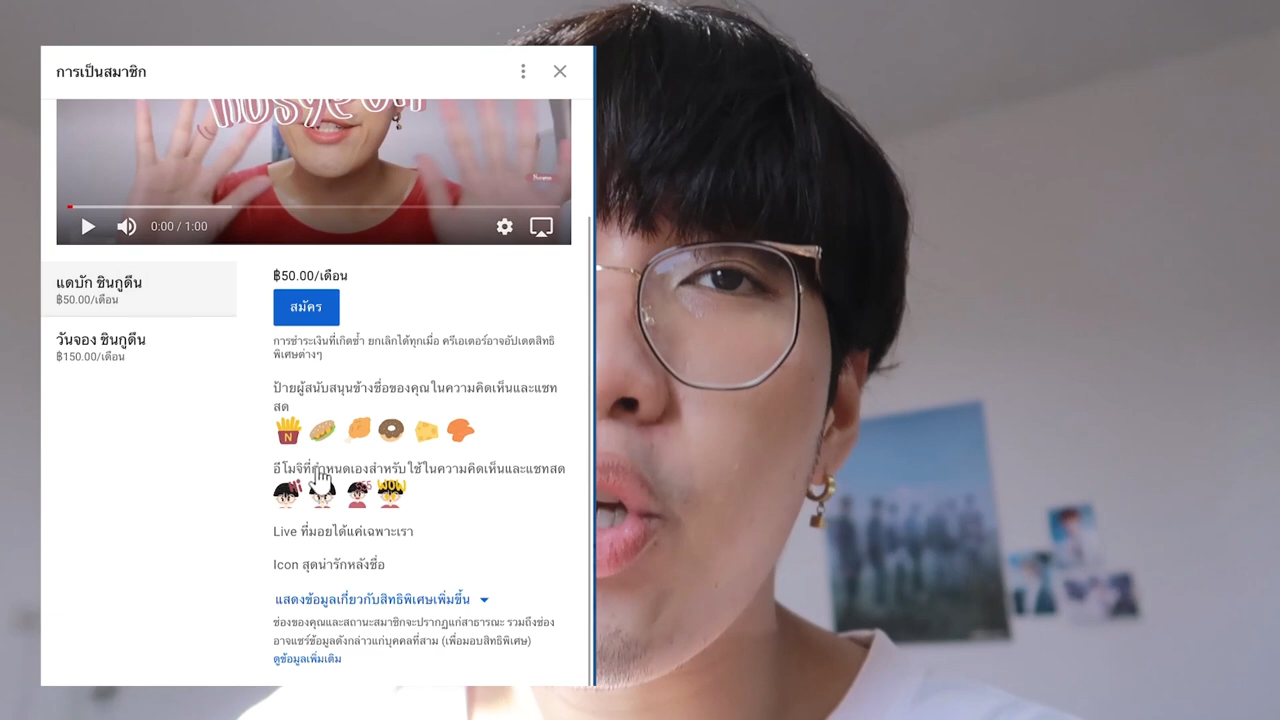 การเป็นสมาชิก
0:00 / 1:00
แดบัก ชินกูดึน
฿50.00/เดือน
วันจอง ชินกูดึน
฿150.00/เดือน
฿50.00/เดือน
สมัคร
การชำระเงินที่เกิดซ้ำ ยกเลิกได้ทุกเมื่อ ครีเอเตอร์อาจอัปเดตสิทธิ
พิเศษต่างๆ
ป้ายผู้สนับสนุนข้างชื่อของคุณในความคิดเห็นและแชท
สด
N
อีโมจิที่กำหนดเองสำหรับใช้ในความคิดเห็นและแชทสด
Hi
WOW
Live ที่มอยได้แค่เฉพาะเรา
Icon สุดน่ารักหลังชื่อ
แสดงข้อมูลเกี่ยวกับสิทธิพิเศษเพิ่มขึ้น
ช่องของคุณและสถานะสมาชิกจะปรากฏแก่สาธารณะ รวมถึงช่อง
อาจแชร์ข้อมูลดังกล่าวแก่บุคคลที่สาม (เพื่อมอบสิทธิพิเศษ)
ดูข้อมูลเพิ่มเติม